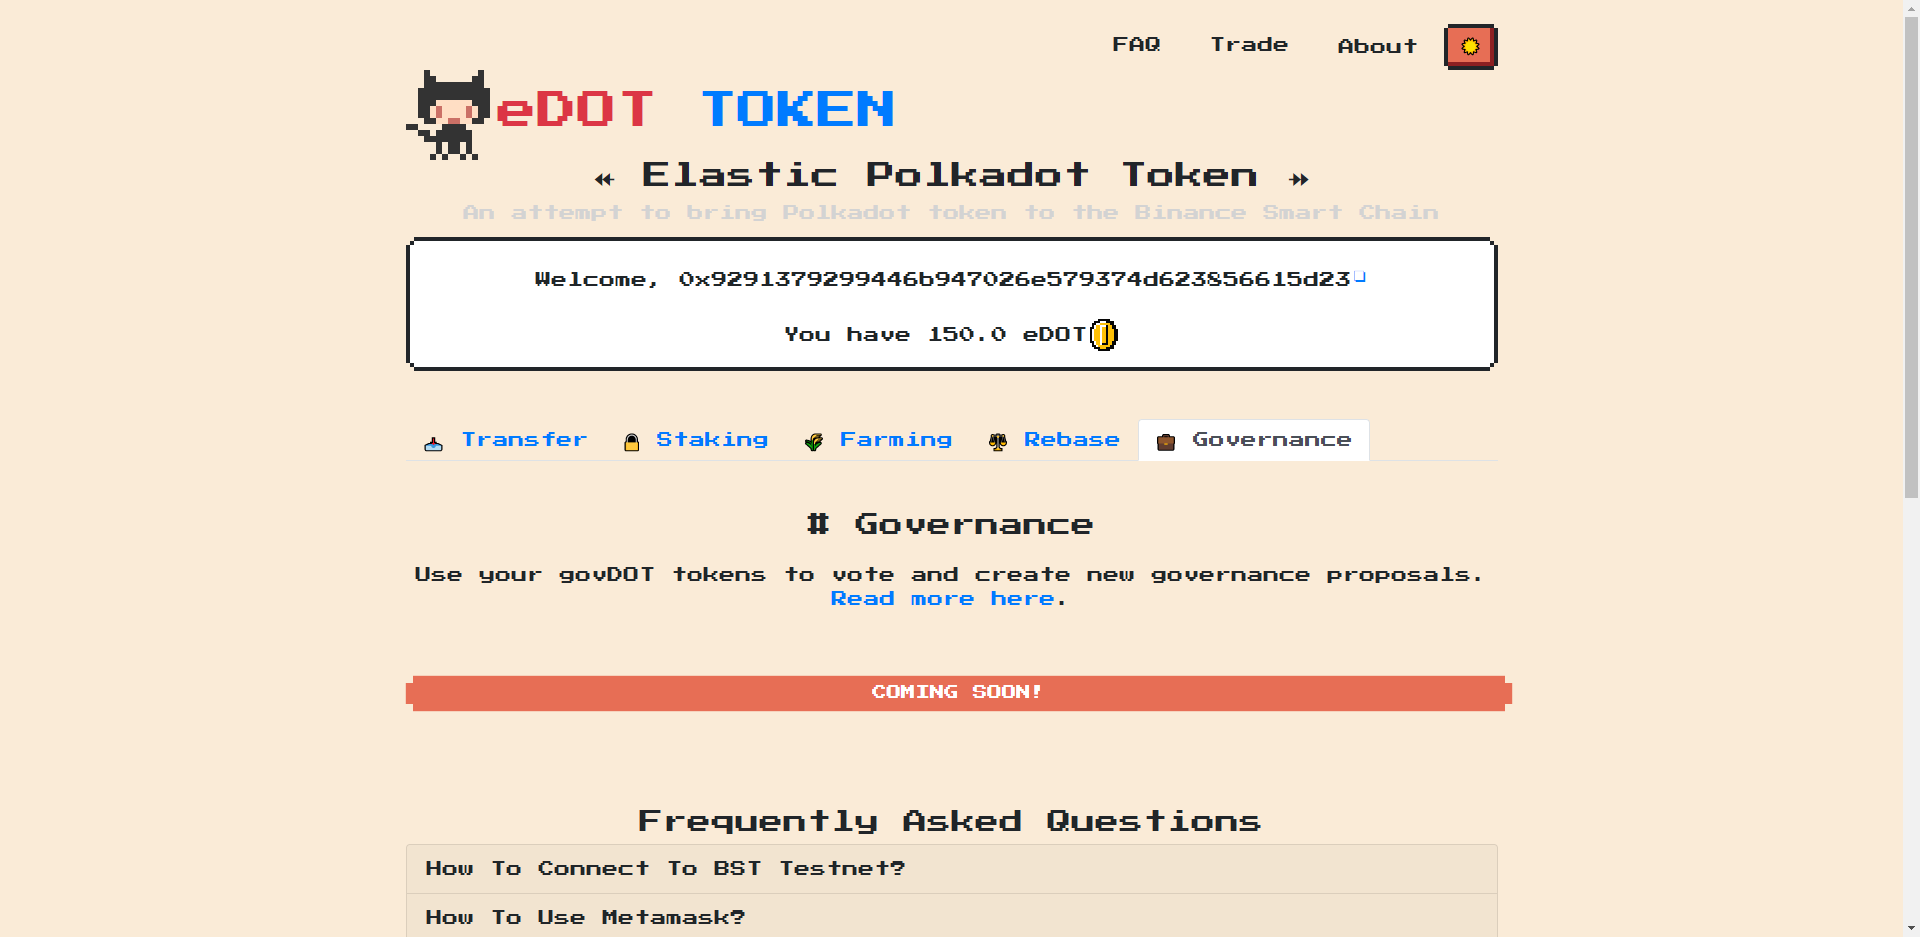 FAQ Trade About
eDOT TOKEN
« Elastic Polkadot Token »
An attempt to bring Polkadot token to the Binance Smart Chain
Welcome, 0x9291379299446b947026e579374d623856615d23
You have 150.0 eDOT
Transfer Staking Farming Rebase Governance
# Governance
Use your govDOT tokens to vote and create new governance proposals.
Read more here.
COMING SOON!
Frequently Asked Questions
How To Connect To BST Testnet?
How To Use Metamask?